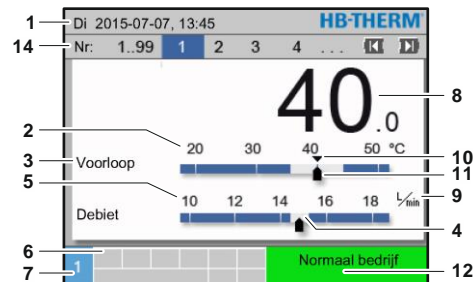 1 Di 2015-07-07, 13:45 HB-THERM
14 Nr: 1..99 1 2 3 4 ...
40.0 8
2 20 30 40 50 °C 10
3 Voorloop 11
5 10 12 14 16 18 L/min 9
Debiet 4
6
7 1 Normaal bedrijf 12